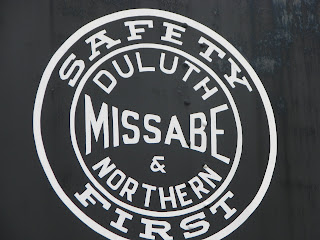 SAFETY
DULUTH
MISSABE
&
NORTHERN
FIRST